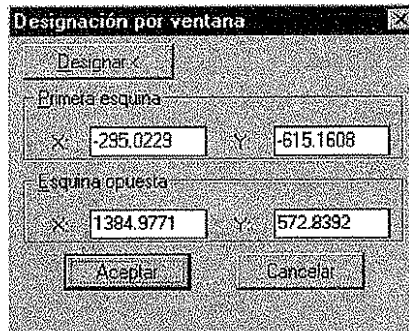 Designación por ventana
Designar <
Primera esquina
X: -295.0229 Y: -615.1608
Esquina opuesta
X: 1384.9771 Y: 572.8392
Aceptar Cancelar